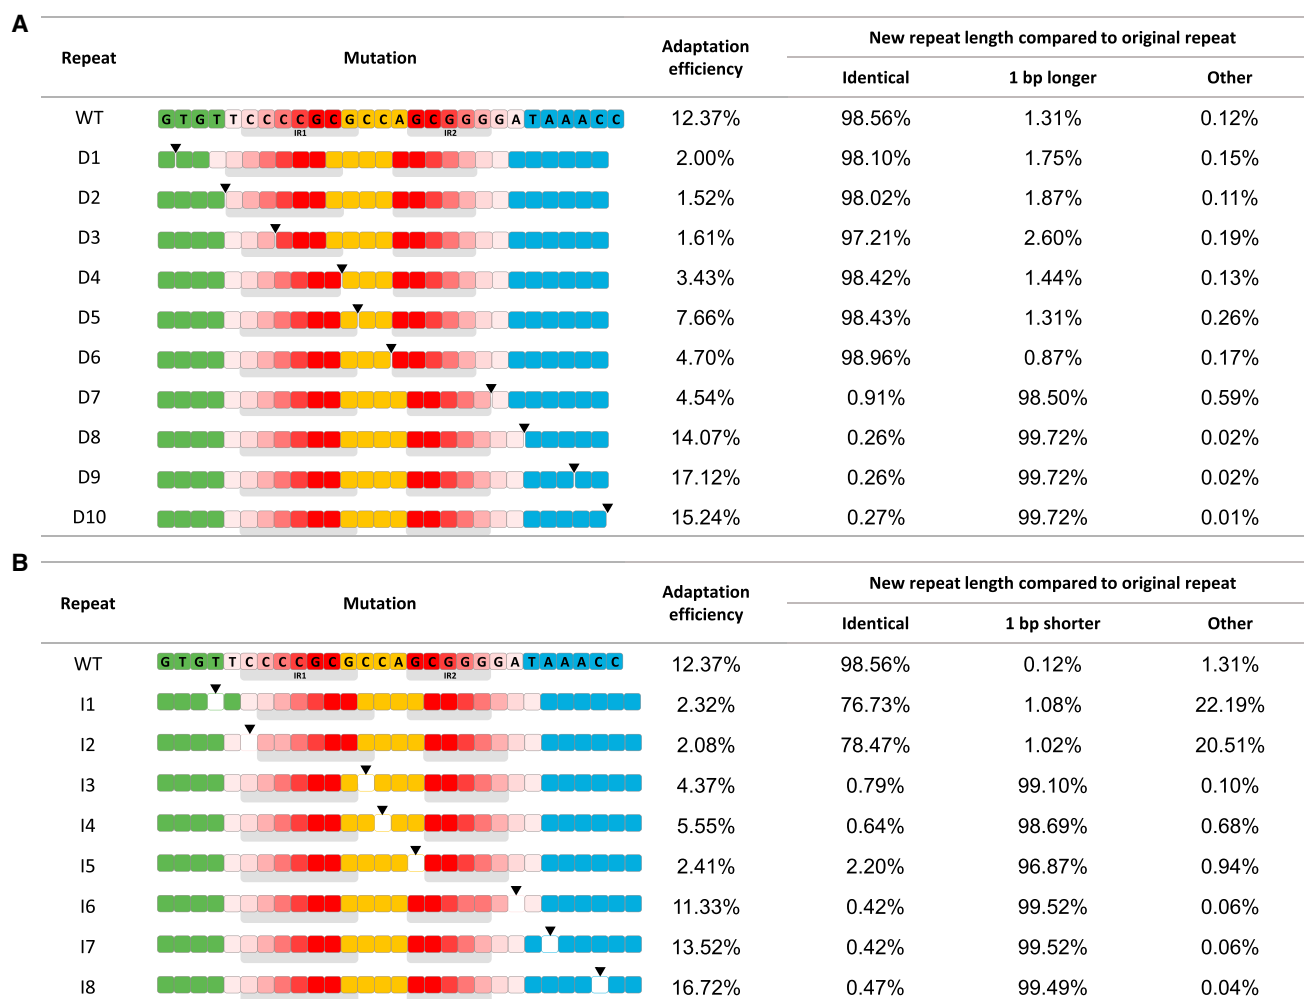 A
Repeat Mutation Adaptation efficiency New repeat length compared to original repeat
Identical 1 bp longer Other
WT G T G T T C C C C G C G C C A G C G G G G A T A A A C C 12.37% 98.56% 1.31% 0.12%
IR1 IR2
D1 2.00% 98.10% 1.75% 0.15%
D2 1.52% 98.02% 1.87% 0.11%
D3 1.61% 97.21% 2.60% 0.19%
D4 3.43% 98.42% 1.44% 0.13%
D5 7.66% 98.43% 1.31% 0.26%
D6 4.70% 98.96% 0.87% 0.17%
D7 4.54% 0.91% 98.50% 0.59%
D8 14.07% 0.26% 99.72% 0.02%
D9 17.12% 0.26% 99.72% 0.02%
D10 15.24% 0.27% 99.72% 0.01%
B
Repeat Mutation Adaptation efficiency New repeat length compared to original repeat
Identical 1 bp shorter Other
WT G T G T T C C C C G C G C C A G C G G G G A T A A A C C 12.37% 98.56% 0.12% 1.31%
IR1 IR2
I1 2.32% 76.73% 1.08% 22.19%
I2 2.08% 78.47% 1.02% 20.51%
I3 4.37% 0.79% 99.10% 0.10%
I4 5.55% 0.64% 98.69% 0.68%
I5 2.41% 2.20% 96.87% 0.94%
I6 11.33% 0.42% 99.52% 0.06%
I7 13.52% 0.42% 99.52% 0.06%
I8 16.72% 0.47% 99.49% 0.04%